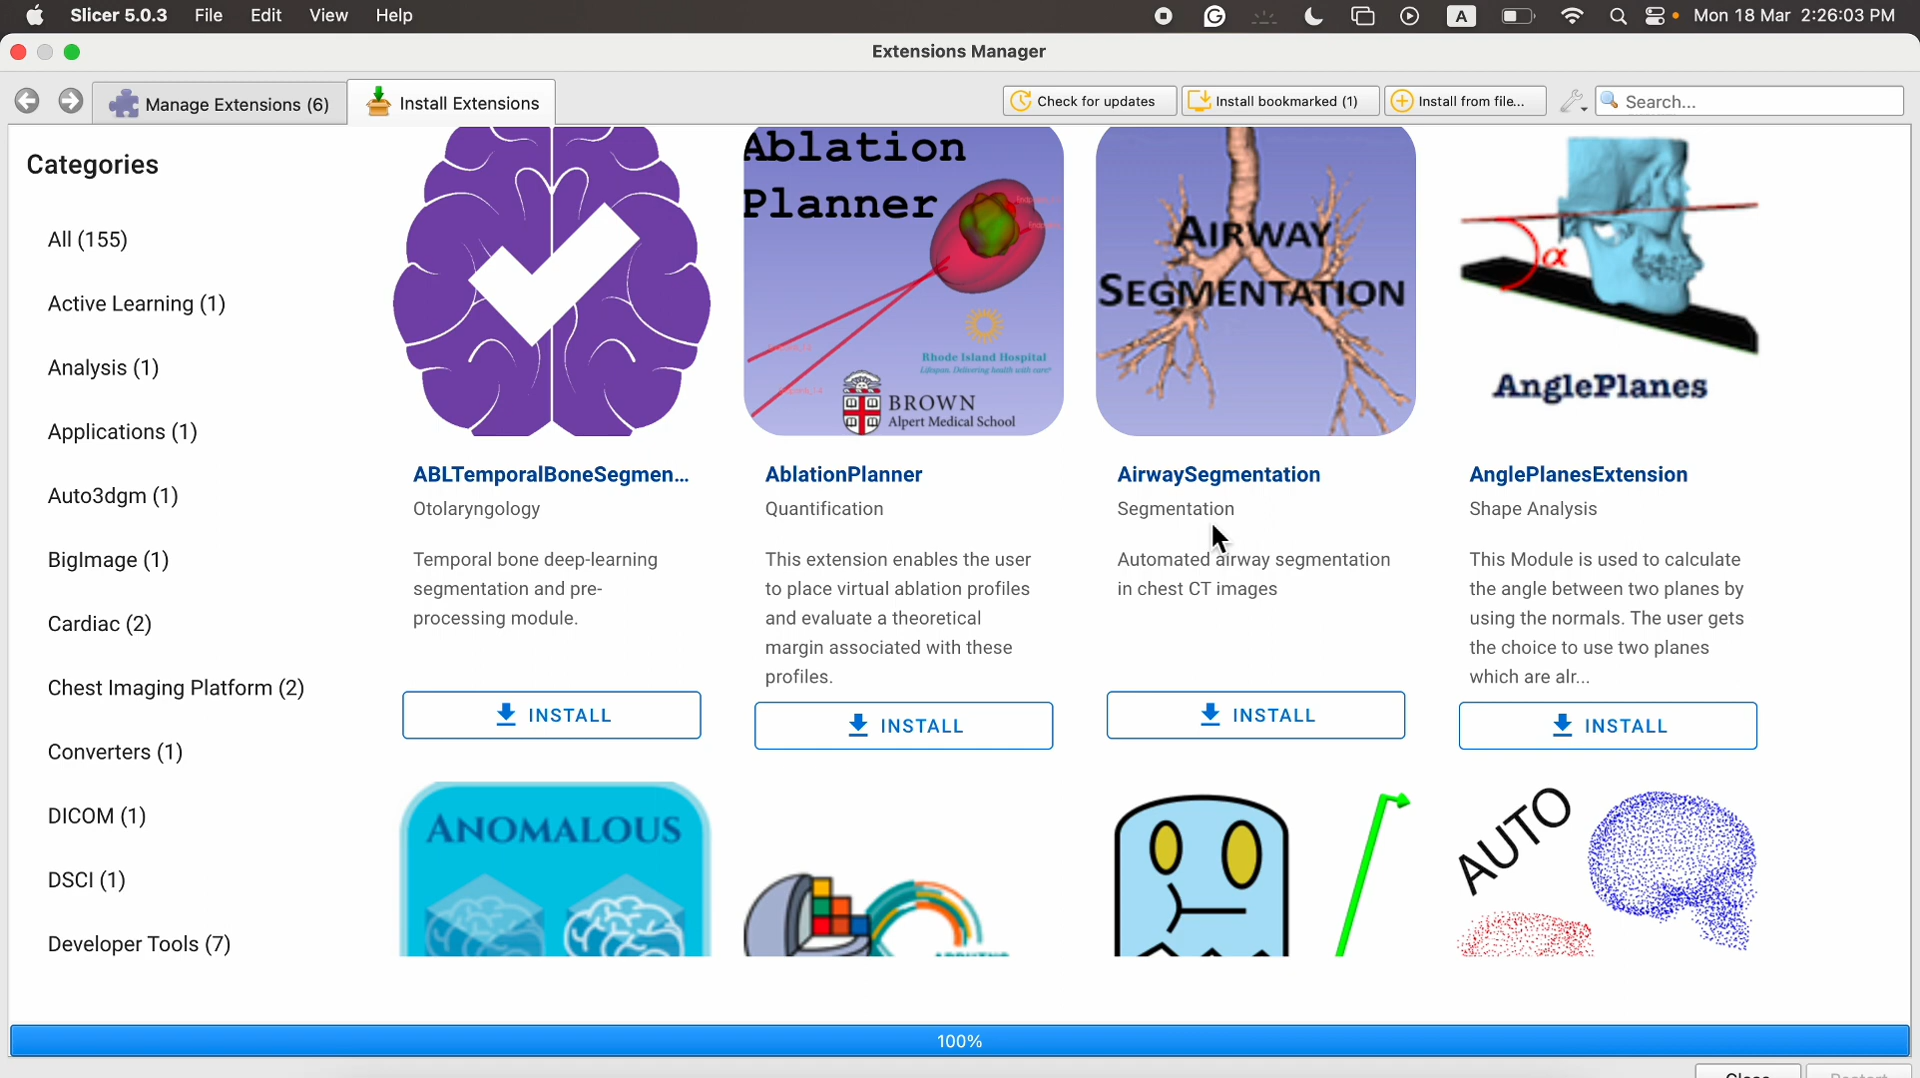 Slicer 5.0.3 File Edit View Help A Mon 18 Mar 2:26:03 PM
Extensions Manager
Manage Extensions (6) Install Extensions Check for updates Install bookmarked (1) Install from file... Search...
Categories
All (155)
Active Learning (1)
Analysis (1)
Applications (1)
Auto3dgm (1)
BigImage (1)
Cardiac (2)
Chest Imaging Platform (2)
Converters (1)
DICOM (1)
DSCI (1)
Developer Tools (7)
ABLTemporalBoneSegmen...
Otolaryngology
Temporal bone deep-learning
segmentation and pre-
processing module.
INSTALL
Ablation
Planner
Rhode Island Hospital
Lifespan. Delivering health with care.
BROWN
Alpert Medical School
AblationPlanner
Quantification
This extension enables the user
to place virtual ablation profiles
and evaluate a theoretical
margin associated with these
profiles.
INSTALL
AIRWAY
SEGMENTATION
AirwaySegmentation
Segmentation
Automated airway segmentation
in chest CT images
INSTALL
α
AnglePlanes
AnglePlanesExtension
Shape Analysis
This Module is used to calculate
the angle between two planes by
using the normals. The user gets
the choice to use two planes
which are alr...
INSTALL
ANOMALOUS
AUTO
100%
Close Restart